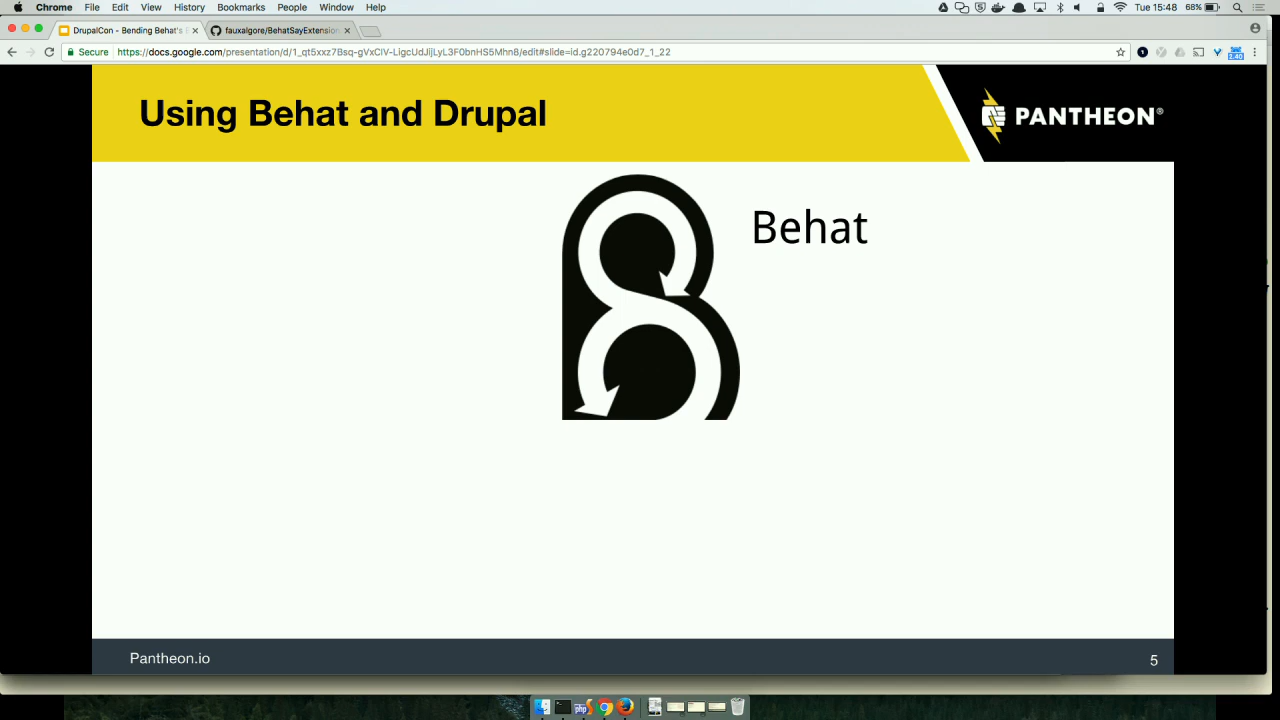 Chrome File Edit View History Bookmarks People Window Help Tue 15:48 68%
DrupalCon - Bending Behat's fauxalgore/BehatSayExtension
Secure https://docs.google.com/presentation/d/1_qt5xxz7Bsq-gVxClV-LigcUdJijLyL3F0bnHS5Mhn8/edit#slide=id.g220794e0d7_1_22
Using Behat and Drupal
PANTHEON®
Behat
Pantheon.io
5
php